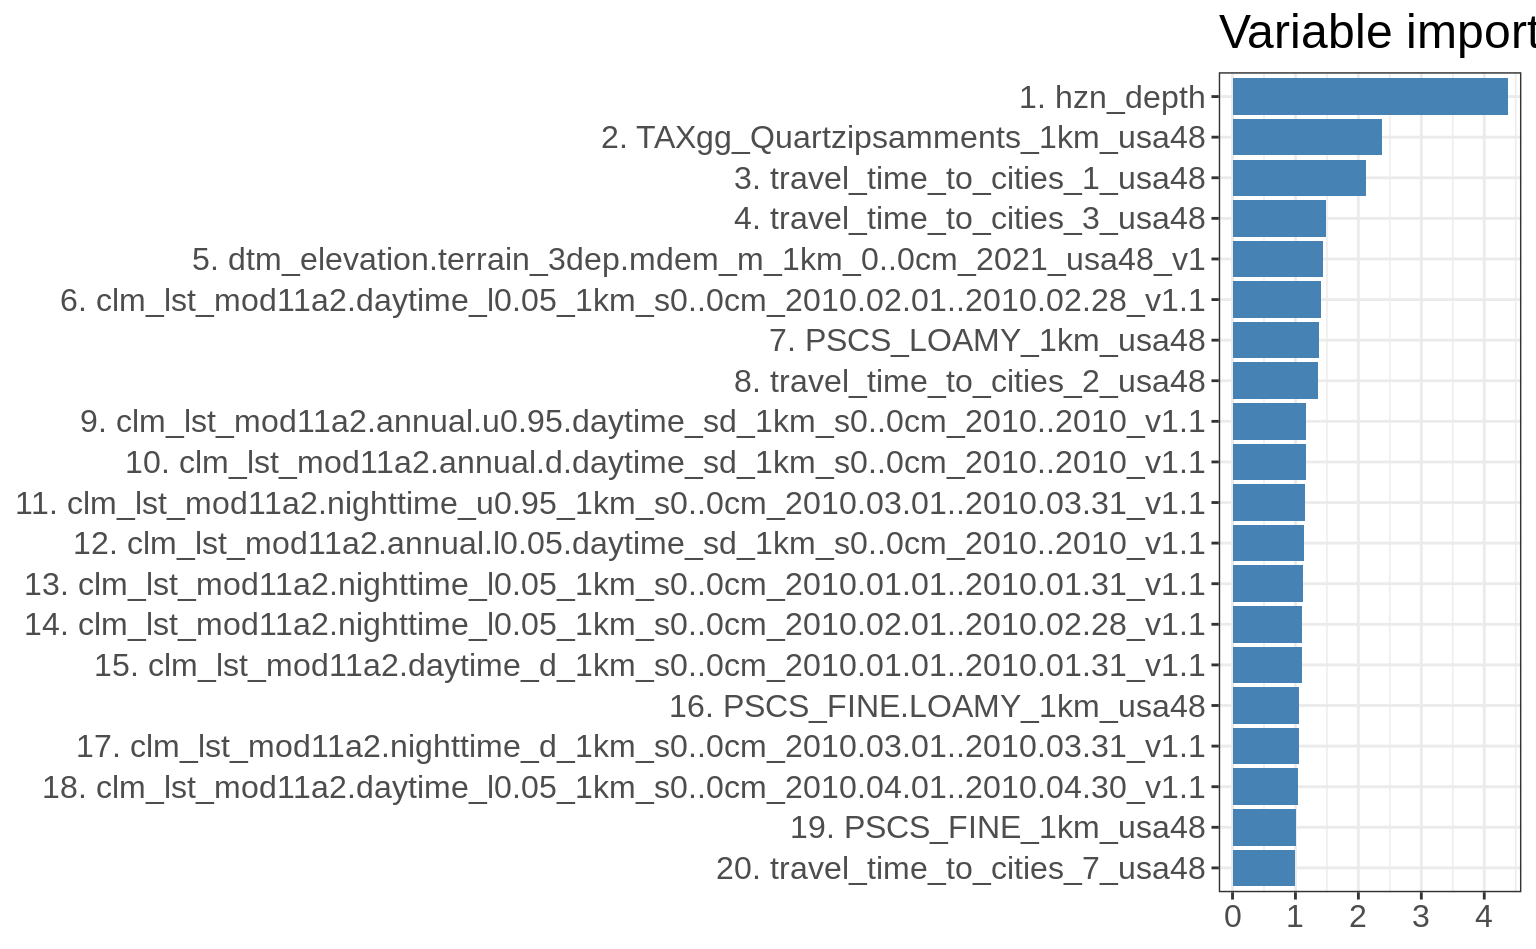 Variable import
1. hzn_depth
2. TAXgg_Quartzipsamments_1km_usa48
3. travel_time_to_cities_1_usa48
4. travel_time_to_cities_3_usa48
5. dtm_elevation.terrain_3dep.mdem_m_1km_0..0cm_2021_usa48_v1
6. clm_lst_mod11a2.daytime_l0.05_1km_s0..0cm_2010.02.01..2010.02.28_v1.1
7. PSCS_LOAMY_1km_usa48
8. travel_time_to_cities_2_usa48
9. clm_lst_mod11a2.annual.u0.95.daytime_sd_1km_s0..0cm_2010..2010_v1.1
10. clm_lst_mod11a2.annual.d.daytime_sd_1km_s0..0cm_2010..2010_v1.1
11. clm_lst_mod11a2.nighttime_u0.95_1km_s0..0cm_2010.03.01..2010.03.31_v1.1
12. clm_lst_mod11a2.annual.l0.05.daytime_sd_1km_s0..0cm_2010..2010_v1.1
13. clm_lst_mod11a2.nighttime_l0.05_1km_s0..0cm_2010.01.01..2010.01.31_v1.1
14. clm_lst_mod11a2.nighttime_l0.05_1km_s0..0cm_2010.02.01..2010.02.28_v1.1
15. clm_lst_mod11a2.daytime_d_1km_s0..0cm_2010.01.01..2010.01.31_v1.1
16. PSCS_FINE.LOAMY_1km_usa48
17. clm_lst_mod11a2.nighttime_d_1km_s0..0cm_2010.03.01..2010.03.31_v1.1
18. clm_lst_mod11a2.daytime_l0.05_1km_s0..0cm_2010.04.01..2010.04.30_v1.1
19. PSCS_FINE_1km_usa48
20. travel_time_to_cities_7_usa48
0 1 2 3 4